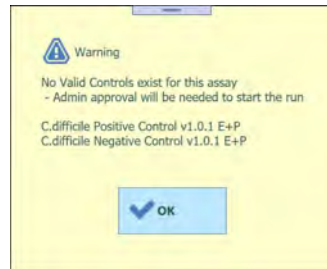 Warning
No Valid Controls exist for this assay
- Admin approval will be needed to start the run
C.difficile Positive Control v1.0.1 E+P
C.difficile Negative Control v1.0.1 E+P
OK